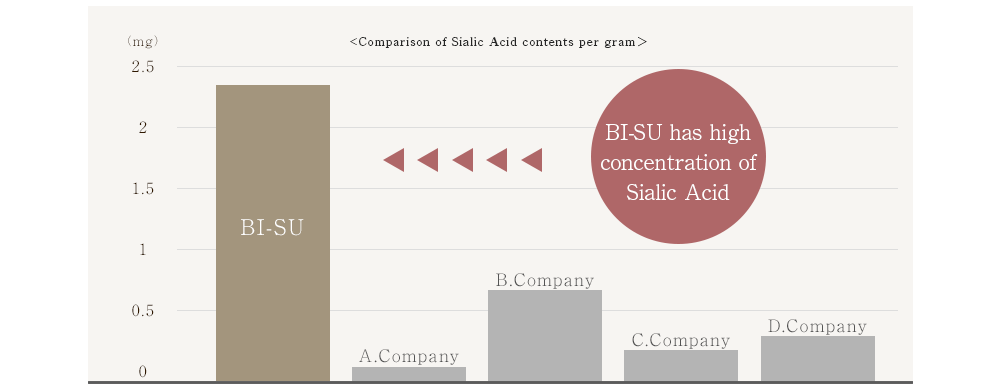 (mg)
<Comparison of Sialic Acid contents per gram>
2.5
2
1.5
1
0.5
0
BI-SU has high
concentration of
Sialic Acid
BI-SU
A.Company
B.Company
C.Company
D.Company